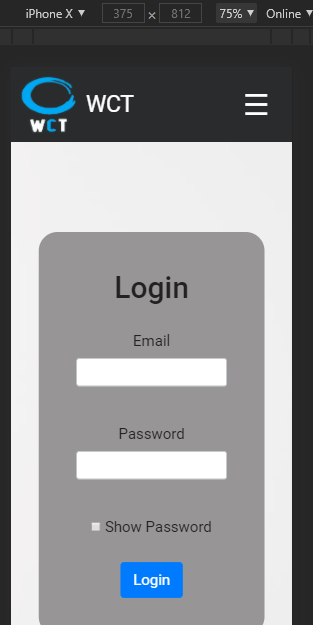 iPhone X ▼ 375 × 812 75% ▼ Online ▼
WCT WCT
Login
Email
Password
Show Password
Login